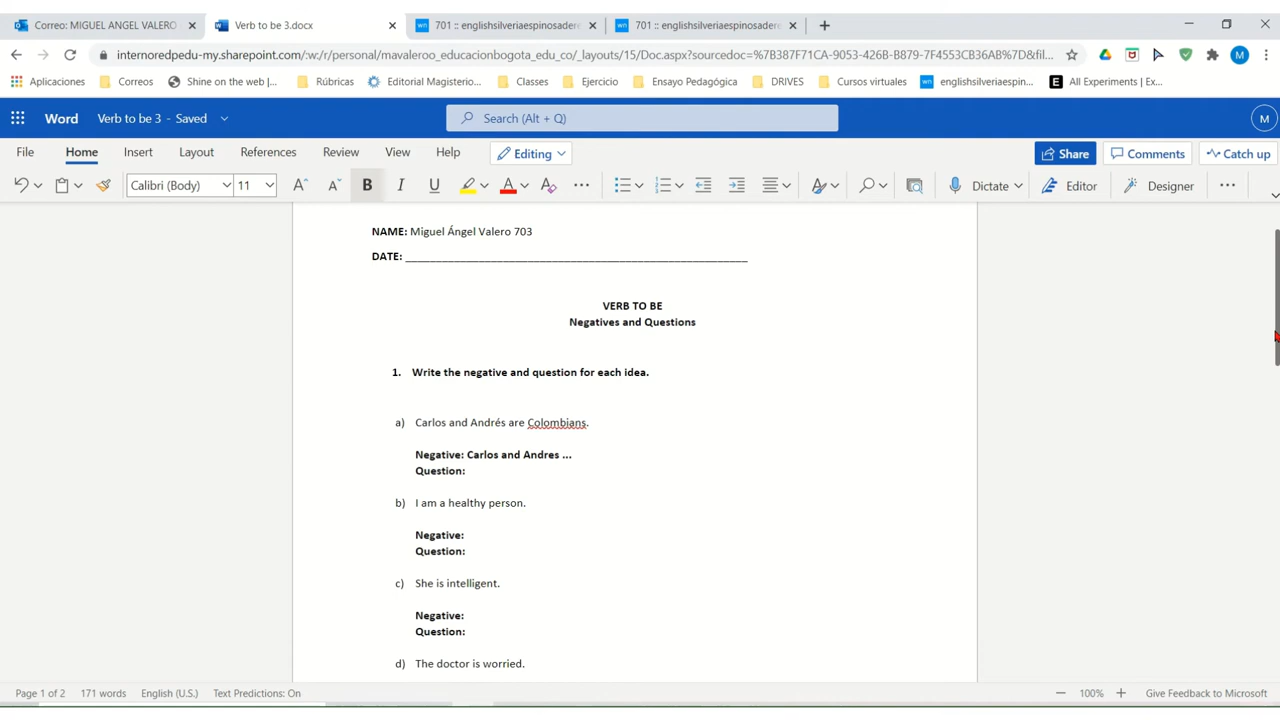 Correo: MIGUEL ANGEL VALERO
Verb to be 3.docx
701 :: englishsilveriaespinosadere
701 :: englishsilveriaespinosadere
internoredpedu-my.sharepoint.com/:w:/r/personal/mavaleroo_educacionbogota_edu_co/_layouts/15/Doc.aspx?sourcedoc=%7B387F71CA-9053-426B-B879-7F4553CB36AB%7D&fil...
M
Aplicaciones
Correos
Shine on the web |...
Rúbricas
Editorial Magisterio...
Classes
Ejercicio
Ensayo Pedagógica
DRIVES
Cursos virtuales
wn englishsilveriaespin...
E All Experiments | Ex...
Word
Verb to be 3 - Saved
Search (Alt + Q)
M
File
Home
Insert
Layout
References
Review
View
Help
Editing
Share
Comments
Catch up
Calibri (Body)
11
B
I
U
Dictate
Editor
Designer
NAME: Miguel Ángel Valero 703
DATE: ______________________________________________________
VERB TO BE
Negatives and Questions
1. Write the negative and question for each idea.
a) Carlos and Andrés are Colombians.
Negative: Carlos and Andres ...
Question:
b) I am a healthy person.
Negative:
Question:
c) She is intelligent.
Negative:
Question:
d) The doctor is worried.
Page 1 of 2
171 words
English (U.S.)
Text Predictions: On
100%
Give Feedback to Microsoft